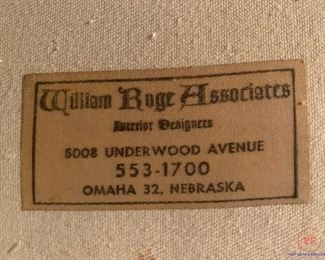 William Roge Associates
Interior Designers
5008 UNDERWOOD AVENUE
553-1700
OMAHA 32, NEBRASKA